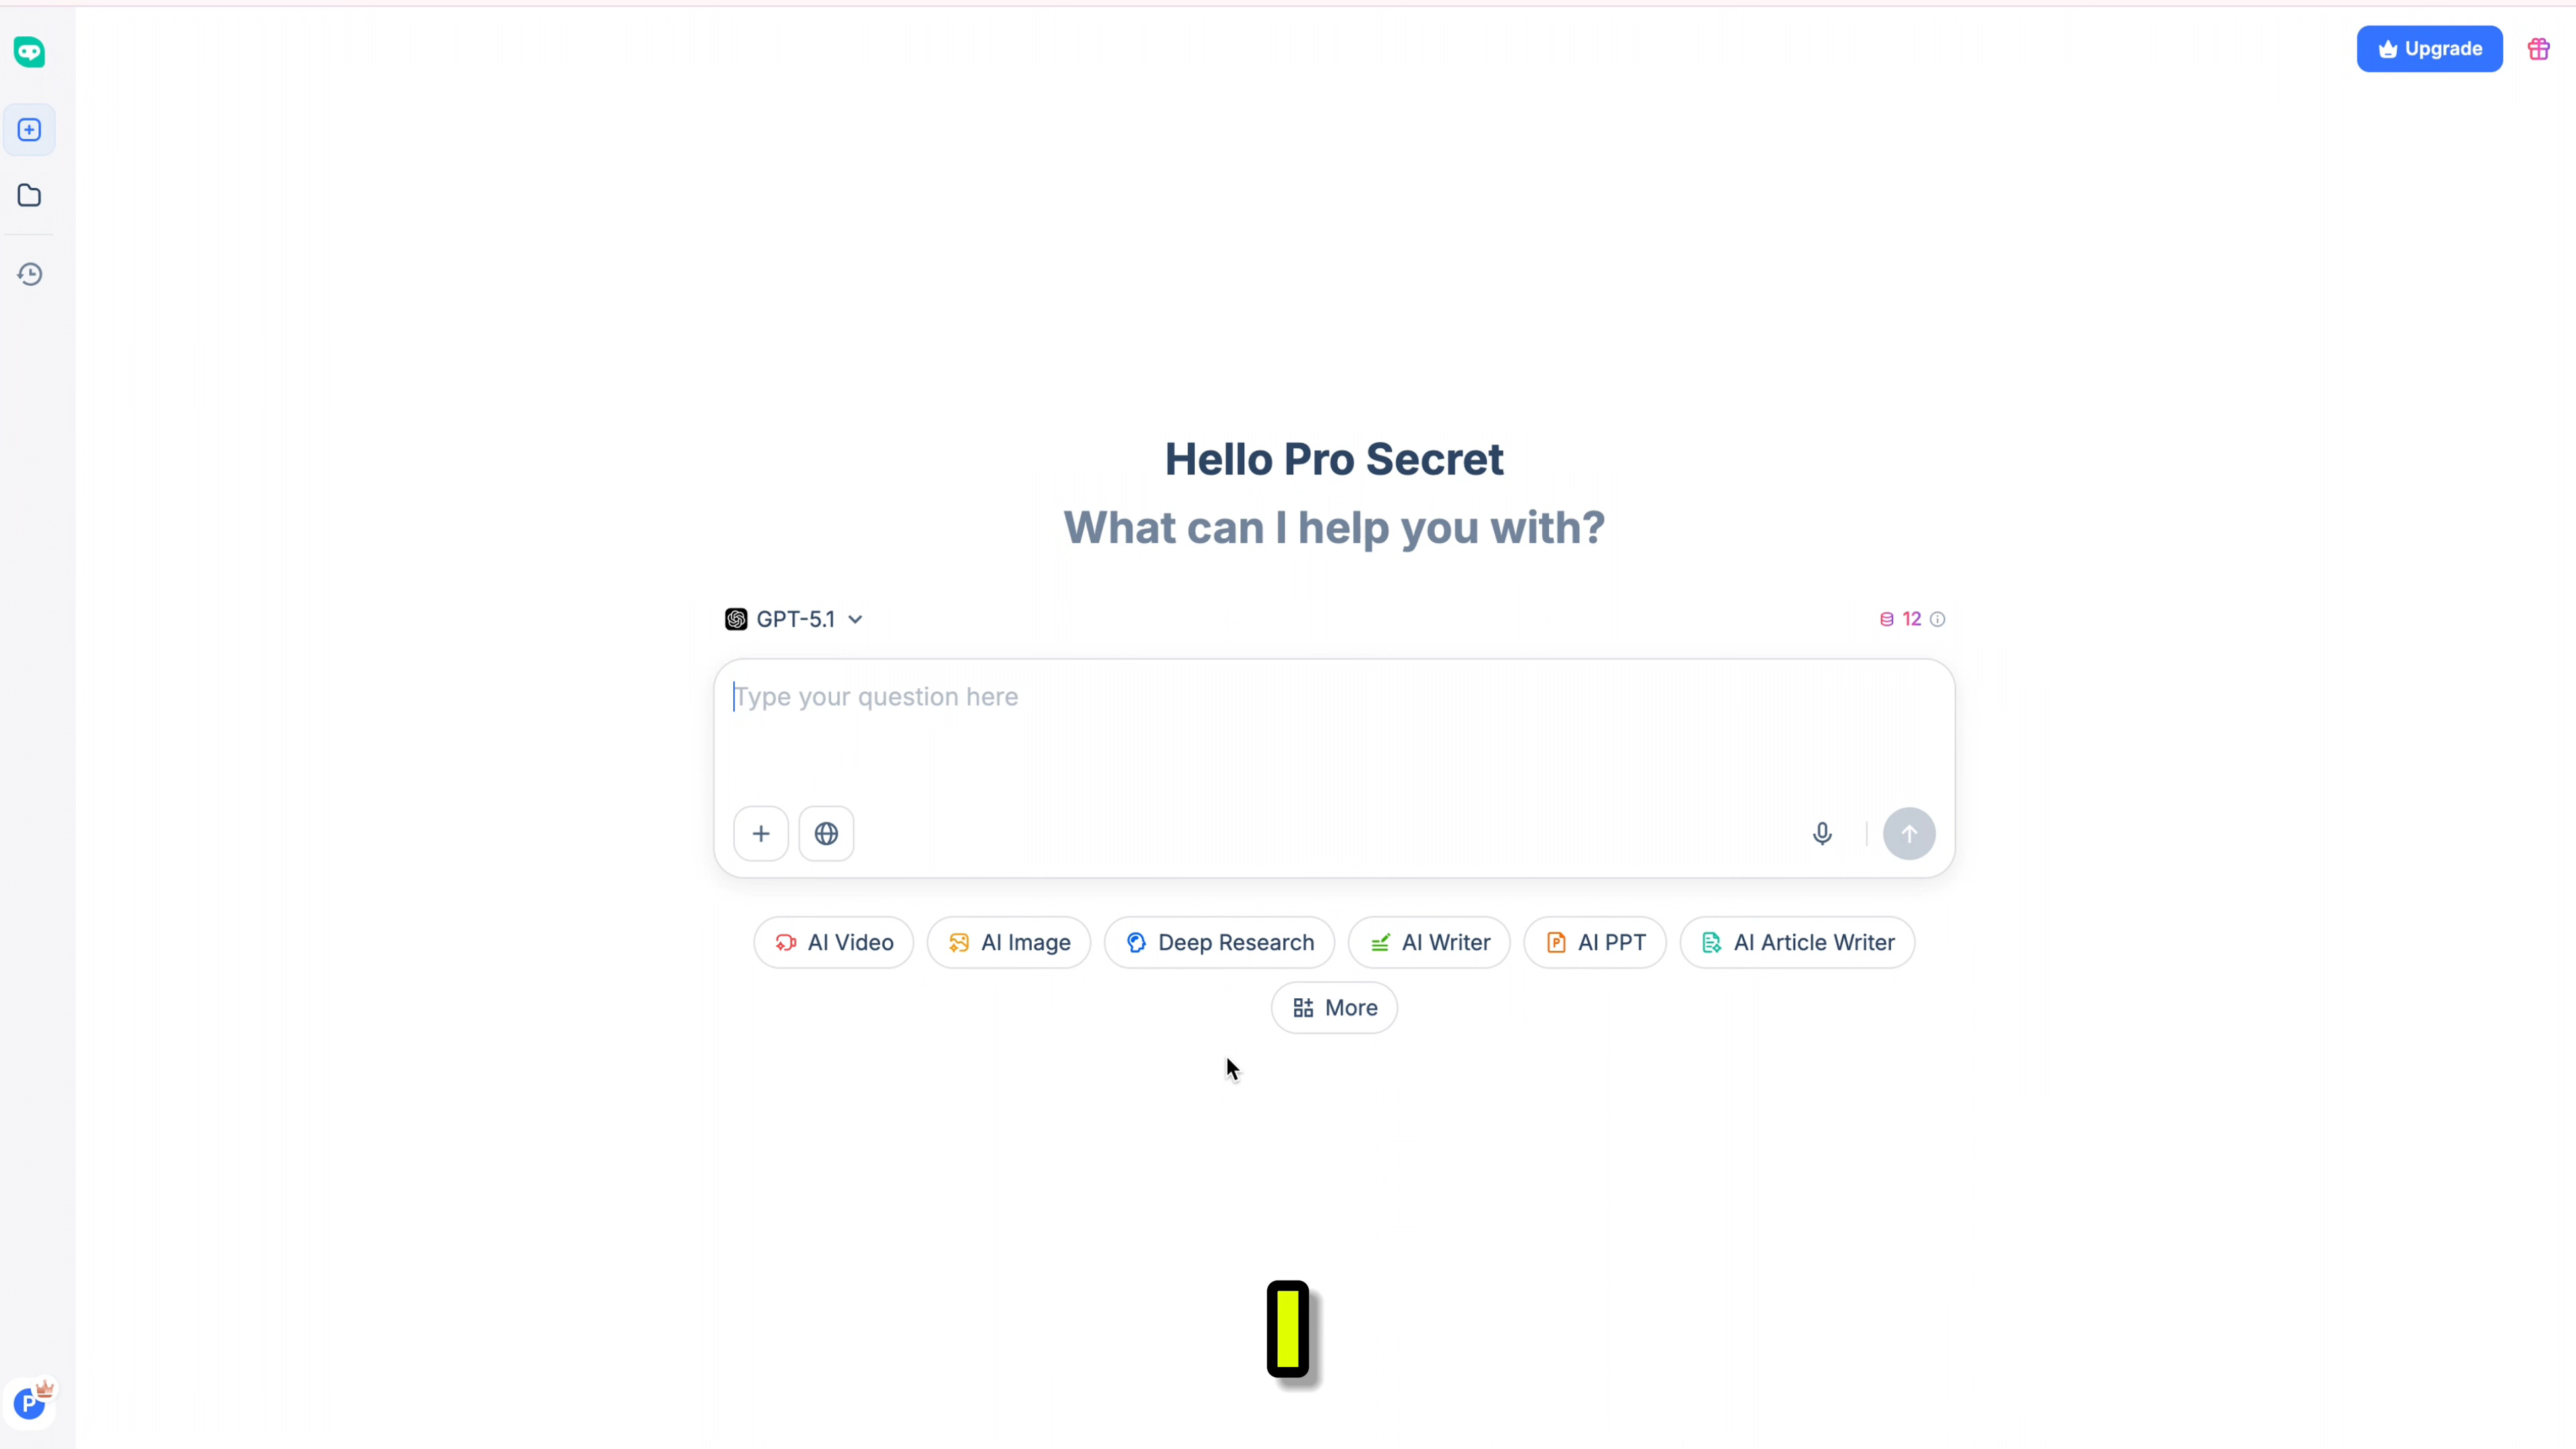 Upgrade
Hello Pro Secret
What can I help you with?
GPT-5.1
12
Type your question here
AI Video
AI Image
Deep Research
AI Writer
AI PPT
AI Article Writer
More
I
P